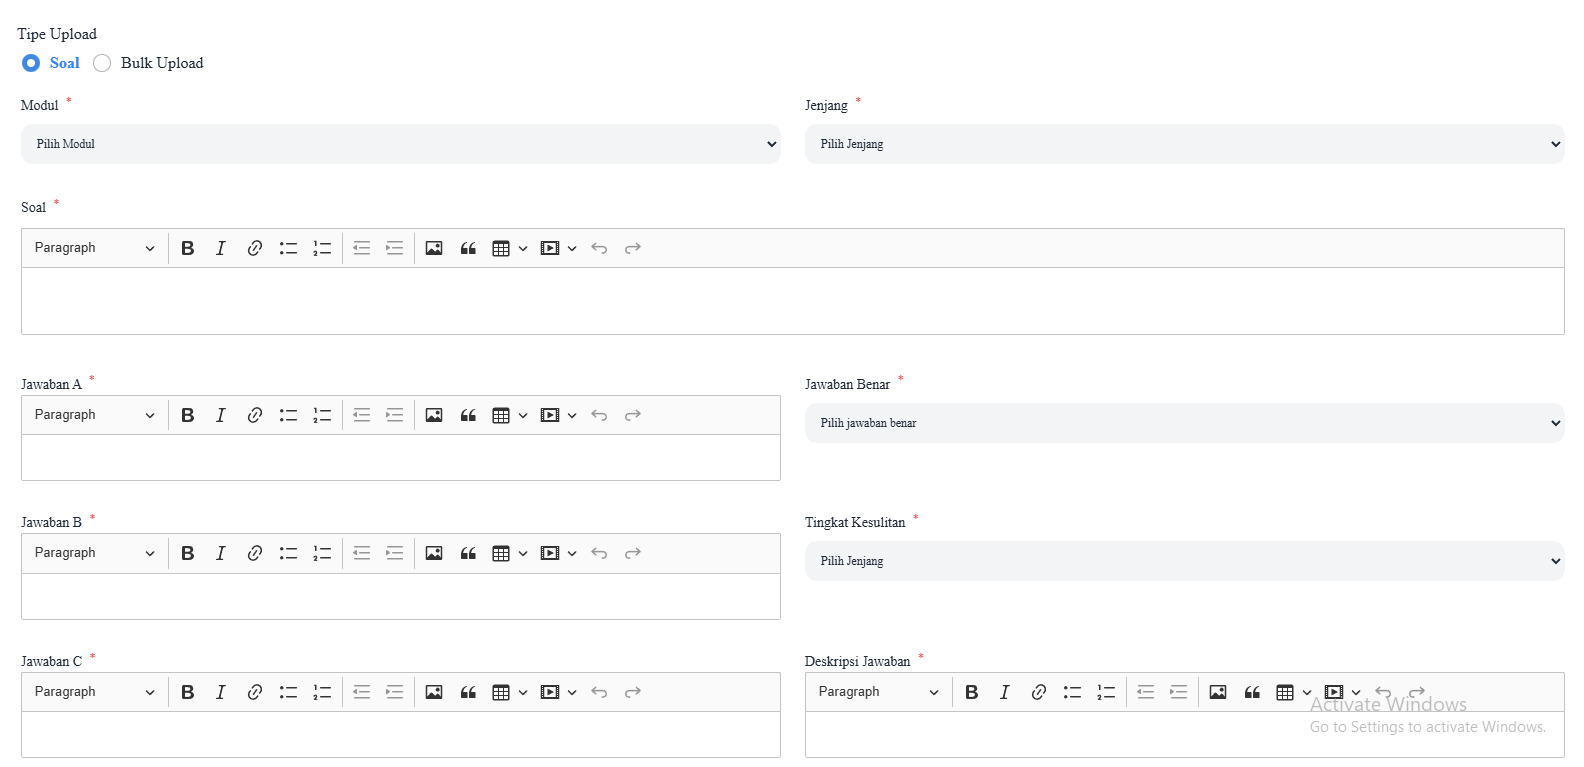 Tipe Upload
Soal Bulk Upload
Modul *
Jenjang *
Pilih Modul
Pilih Jenjang
Soal *
Paragraph
Jawaban A *
Jawaban Benar *
Paragraph
Pilih jawaban benar
Jawaban B *
Tingkat Kesulitan *
Paragraph
Pilih Jenjang
Jawaban C *
Deskripsi Jawaban *
Paragraph
Paragraph
Activate Windows
Go to Settings to activate Windows.